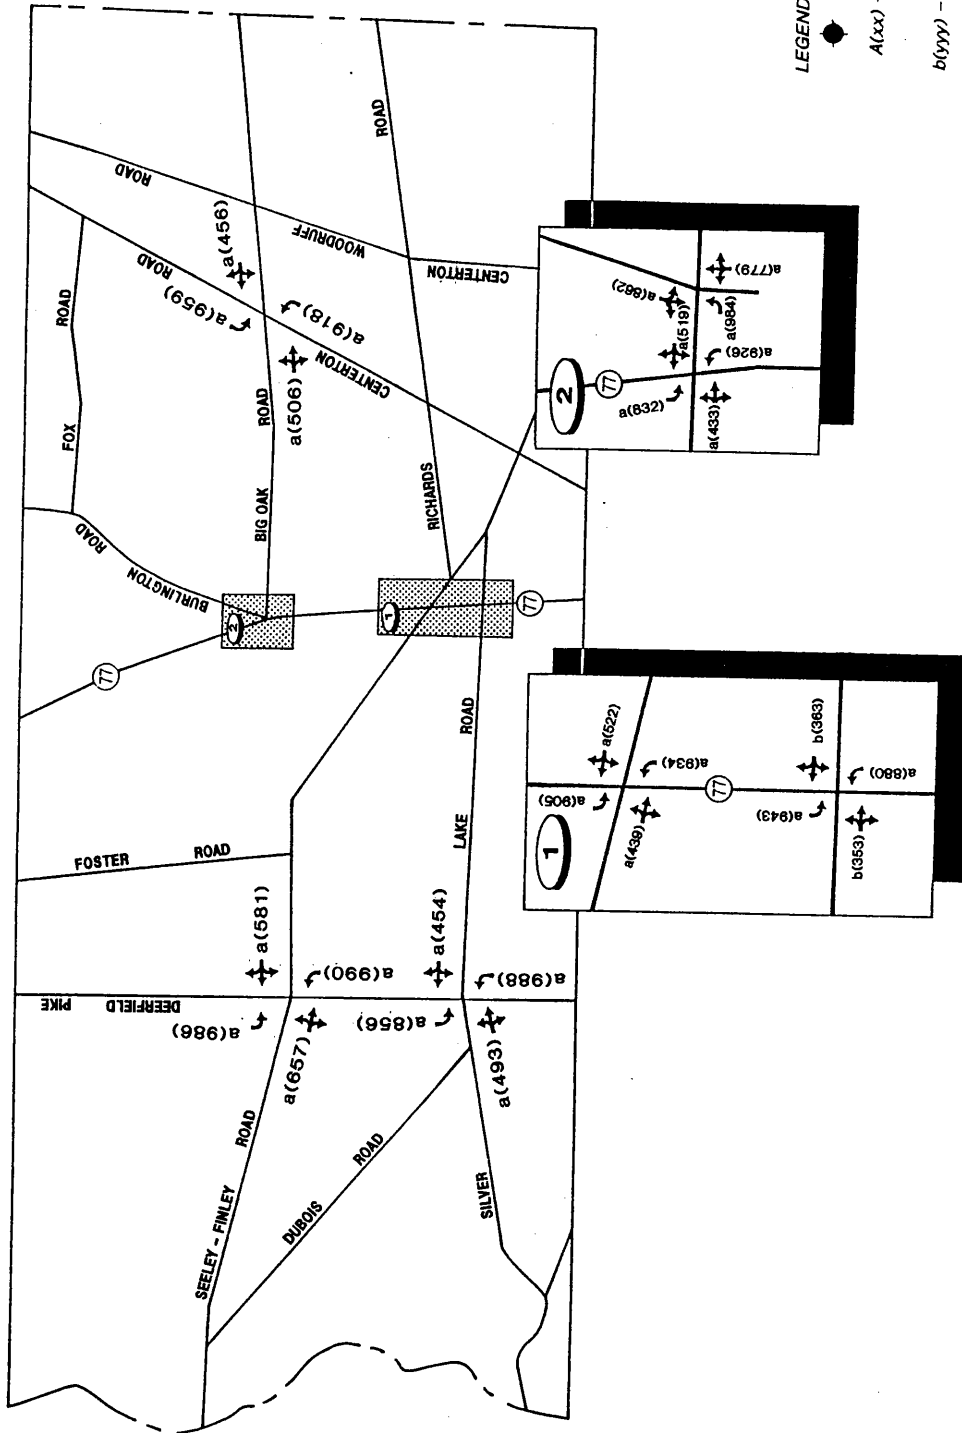 LEGEND
A(xx) -
b(yyy) -
ROAD
WOODRUFF
CENTERTON
ROAD
a(456)
ROAD
a(959)
a(918)
CENTERTON
a(506)
ROAD
FOX
ROAD
BIG OAK
RICHARDS
ROAD
BURLINGTON
2
77
1
77
ROAD
LAKE
FOSTER
ROAD
a(581)
a(454)
DEERFIELD PIKE
a(990)
a(988)
a(986)
a(856)
a(657)
a(493)
SEELEY - FINLEY
ROAD
DUBOIS
ROAD
SILVER
2
77
a(862)
a(779)
a(519)
a(984)
a(832)
a(926)
a(433)
1
77
a(522)
a(905)
a(934)
a(439)
b(363)
a(943)
a(880)
b(353)